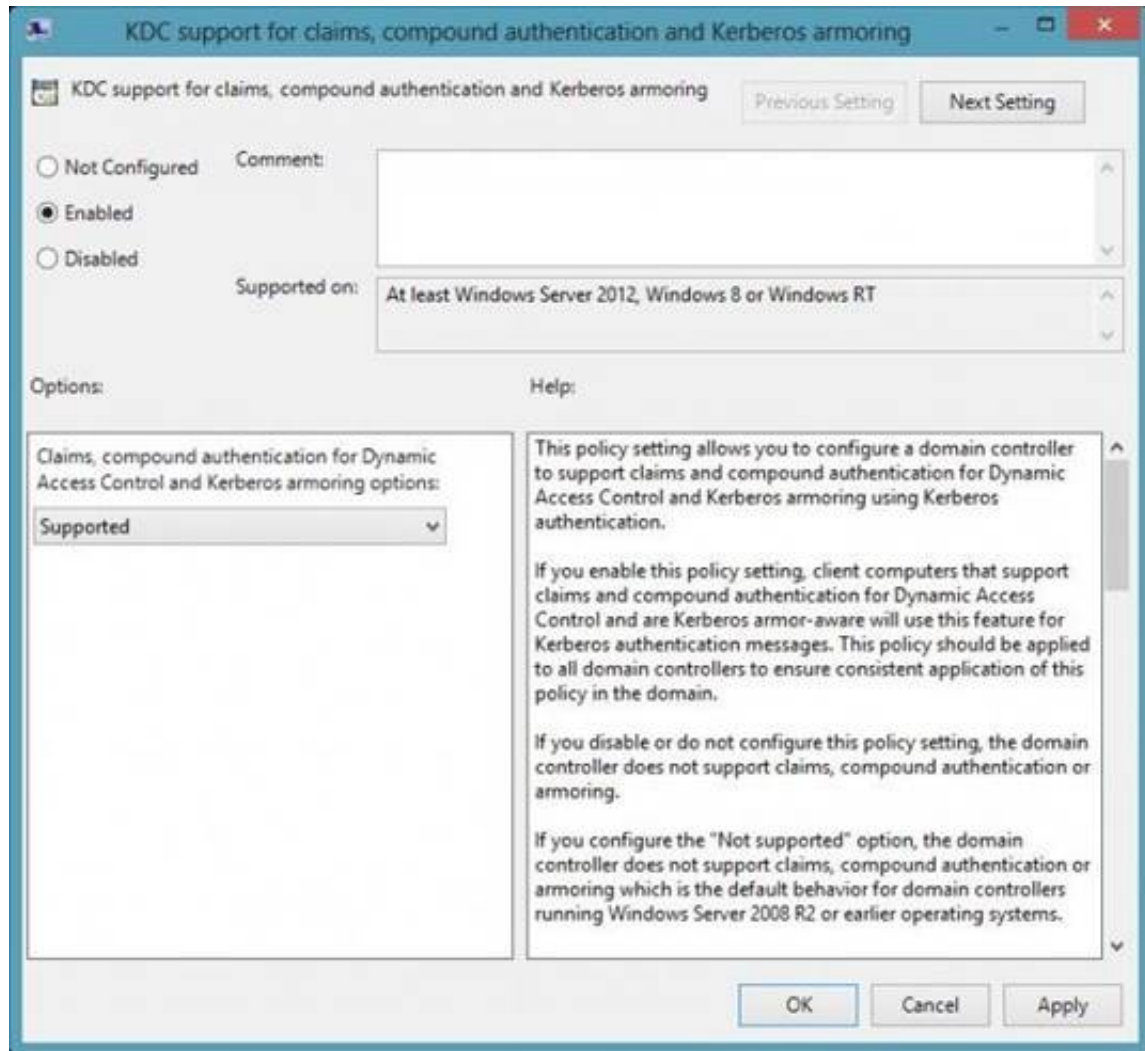 KDC support for claims, compound authentication and Kerberos armoring
KDC support for claims, compound authentication and Kerberos armoring
Previous Setting
Next Setting
Not Configured
Comment:
Enabled
Disabled
Supported on:
At least Windows Server 2012, Windows 8 or Windows RT
Options:
Help:
Claims, compound authentication for Dynamic
Access Control and Kerberos armoring options:
Supported
This policy setting allows you to configure a domain controller
to support claims and compound authentication for Dynamic
Access Control and Kerberos armoring using Kerberos
authentication.
If you enable this policy setting, client computers that support
claims and compound authentication for Dynamic Access
Control and are Kerberos armor-aware will use this feature for
Kerberos authentication messages. This policy should be applied
to all domain controllers to ensure consistent application of this
policy in the domain.
If you disable or do not configure this policy setting, the domain
controller does not support claims, compound authentication or
armoring.
If you configure the "Not supported" option, the domain
controller does not support claims, compound authentication or
armoring which is the default behavior for domain controllers
running Windows Server 2008 R2 or earlier operating systems.
OK
Cancel
Apply